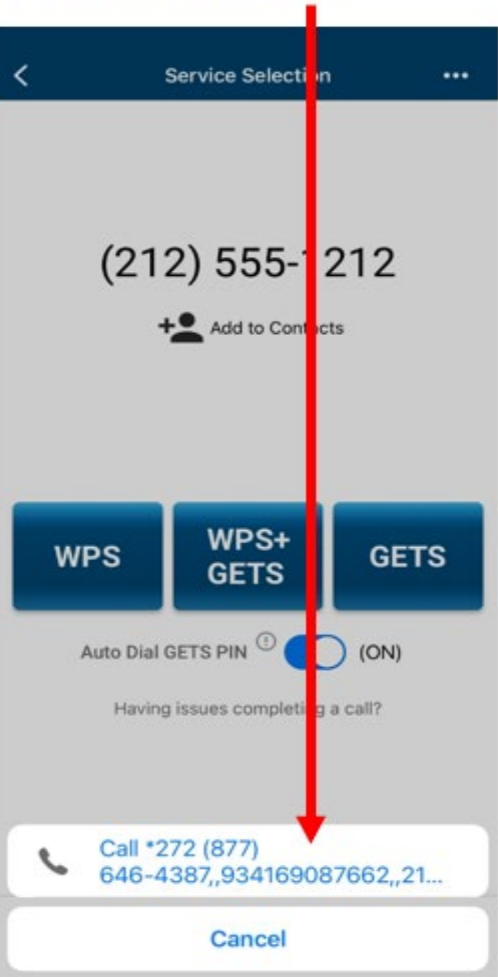 Service Selection
(212) 555-1212
Add to Contacts
WPS
WPS+
GETS
GETS
Auto Dial GETS PIN (ON)
Having issues completing a call?
Call *272 (877)
646-4387,,934169087662,,21...
Cancel